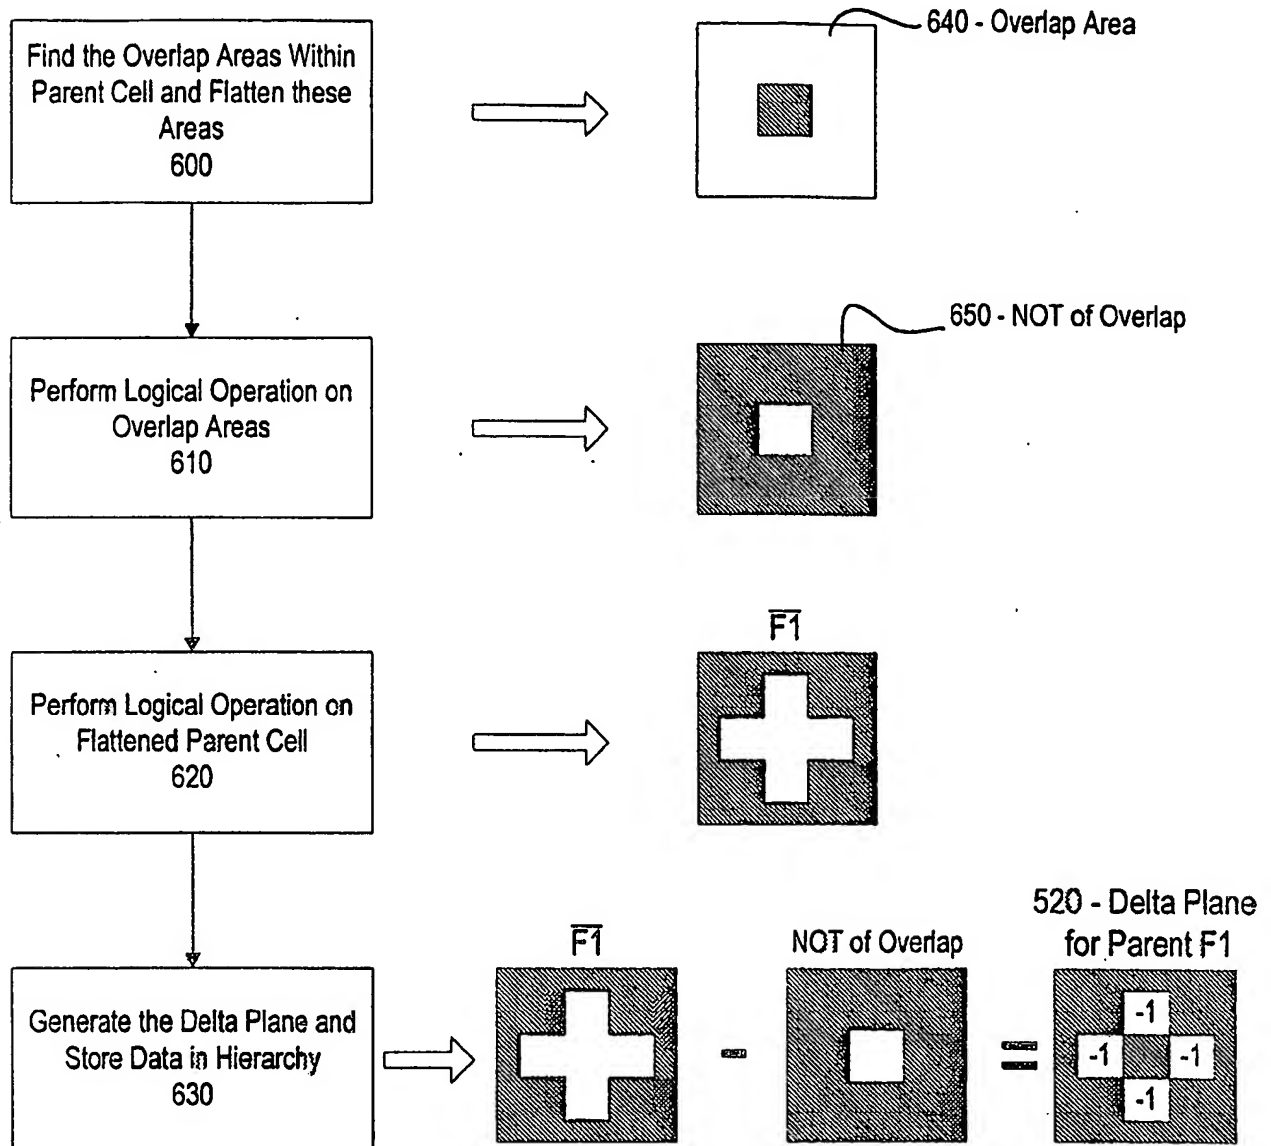 Find the Overlap Areas Within
Parent Cell and Flatten these
Areas
600
640 - Overlap Area
Perform Logical Operation on
Overlap Areas
610
650 - NOT of Overlap
Perform Logical Operation on
Flattened Parent Cell
620
F1
Generate the Delta Plane and
Store Data in Hierarchy
630
F1
-
NOT of Overlap
=
520 - Delta Plane
for Parent F1
-1
-1
-1
-1